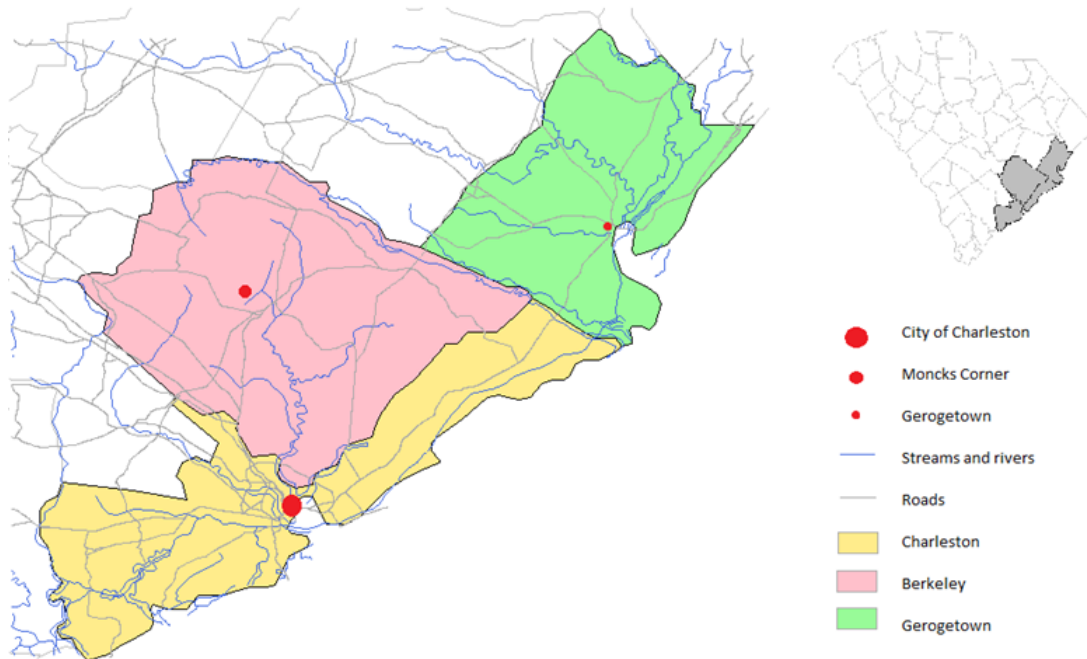 City of Charleston
Moncks Corner
Gerogetown
Streams and rivers
Roads
Charleston
Berkeley
Gerogetown